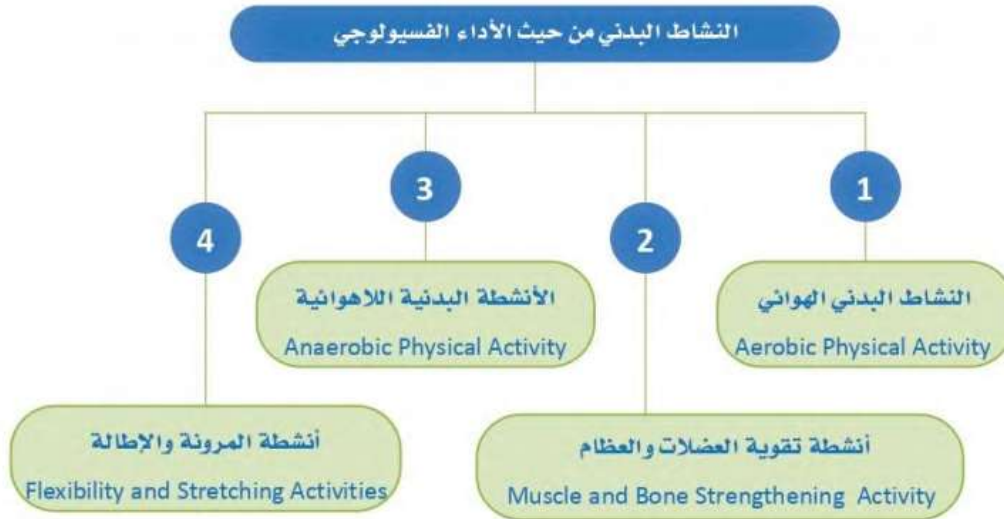 النشاط البدني من حيث الأداء الفسيولوجي
1
النشاط البدني الهوائي
Aerobic Physical Activity
2
أنشطة تقوية العضلات والعظام
Muscle and Bone Strengthening Activity
3
الأنشطة البدنية اللاهوائية
Anaerobic Physical Activity
4
أنشطة المرونة والإطالة
Flexibility and Stretching Activities